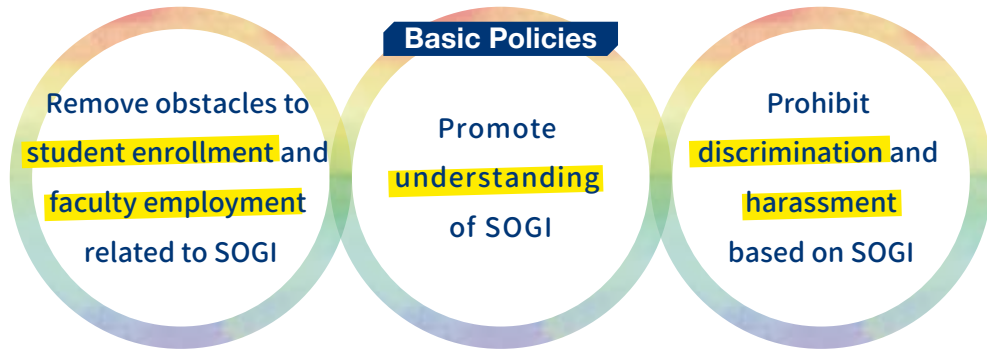 Basic Policies
Remove obstacles to
student enrollment and
faculty employment
related to SOGI
Promote
understanding
of SOGI
Prohibit
discrimination and
harassment
based on SOGI